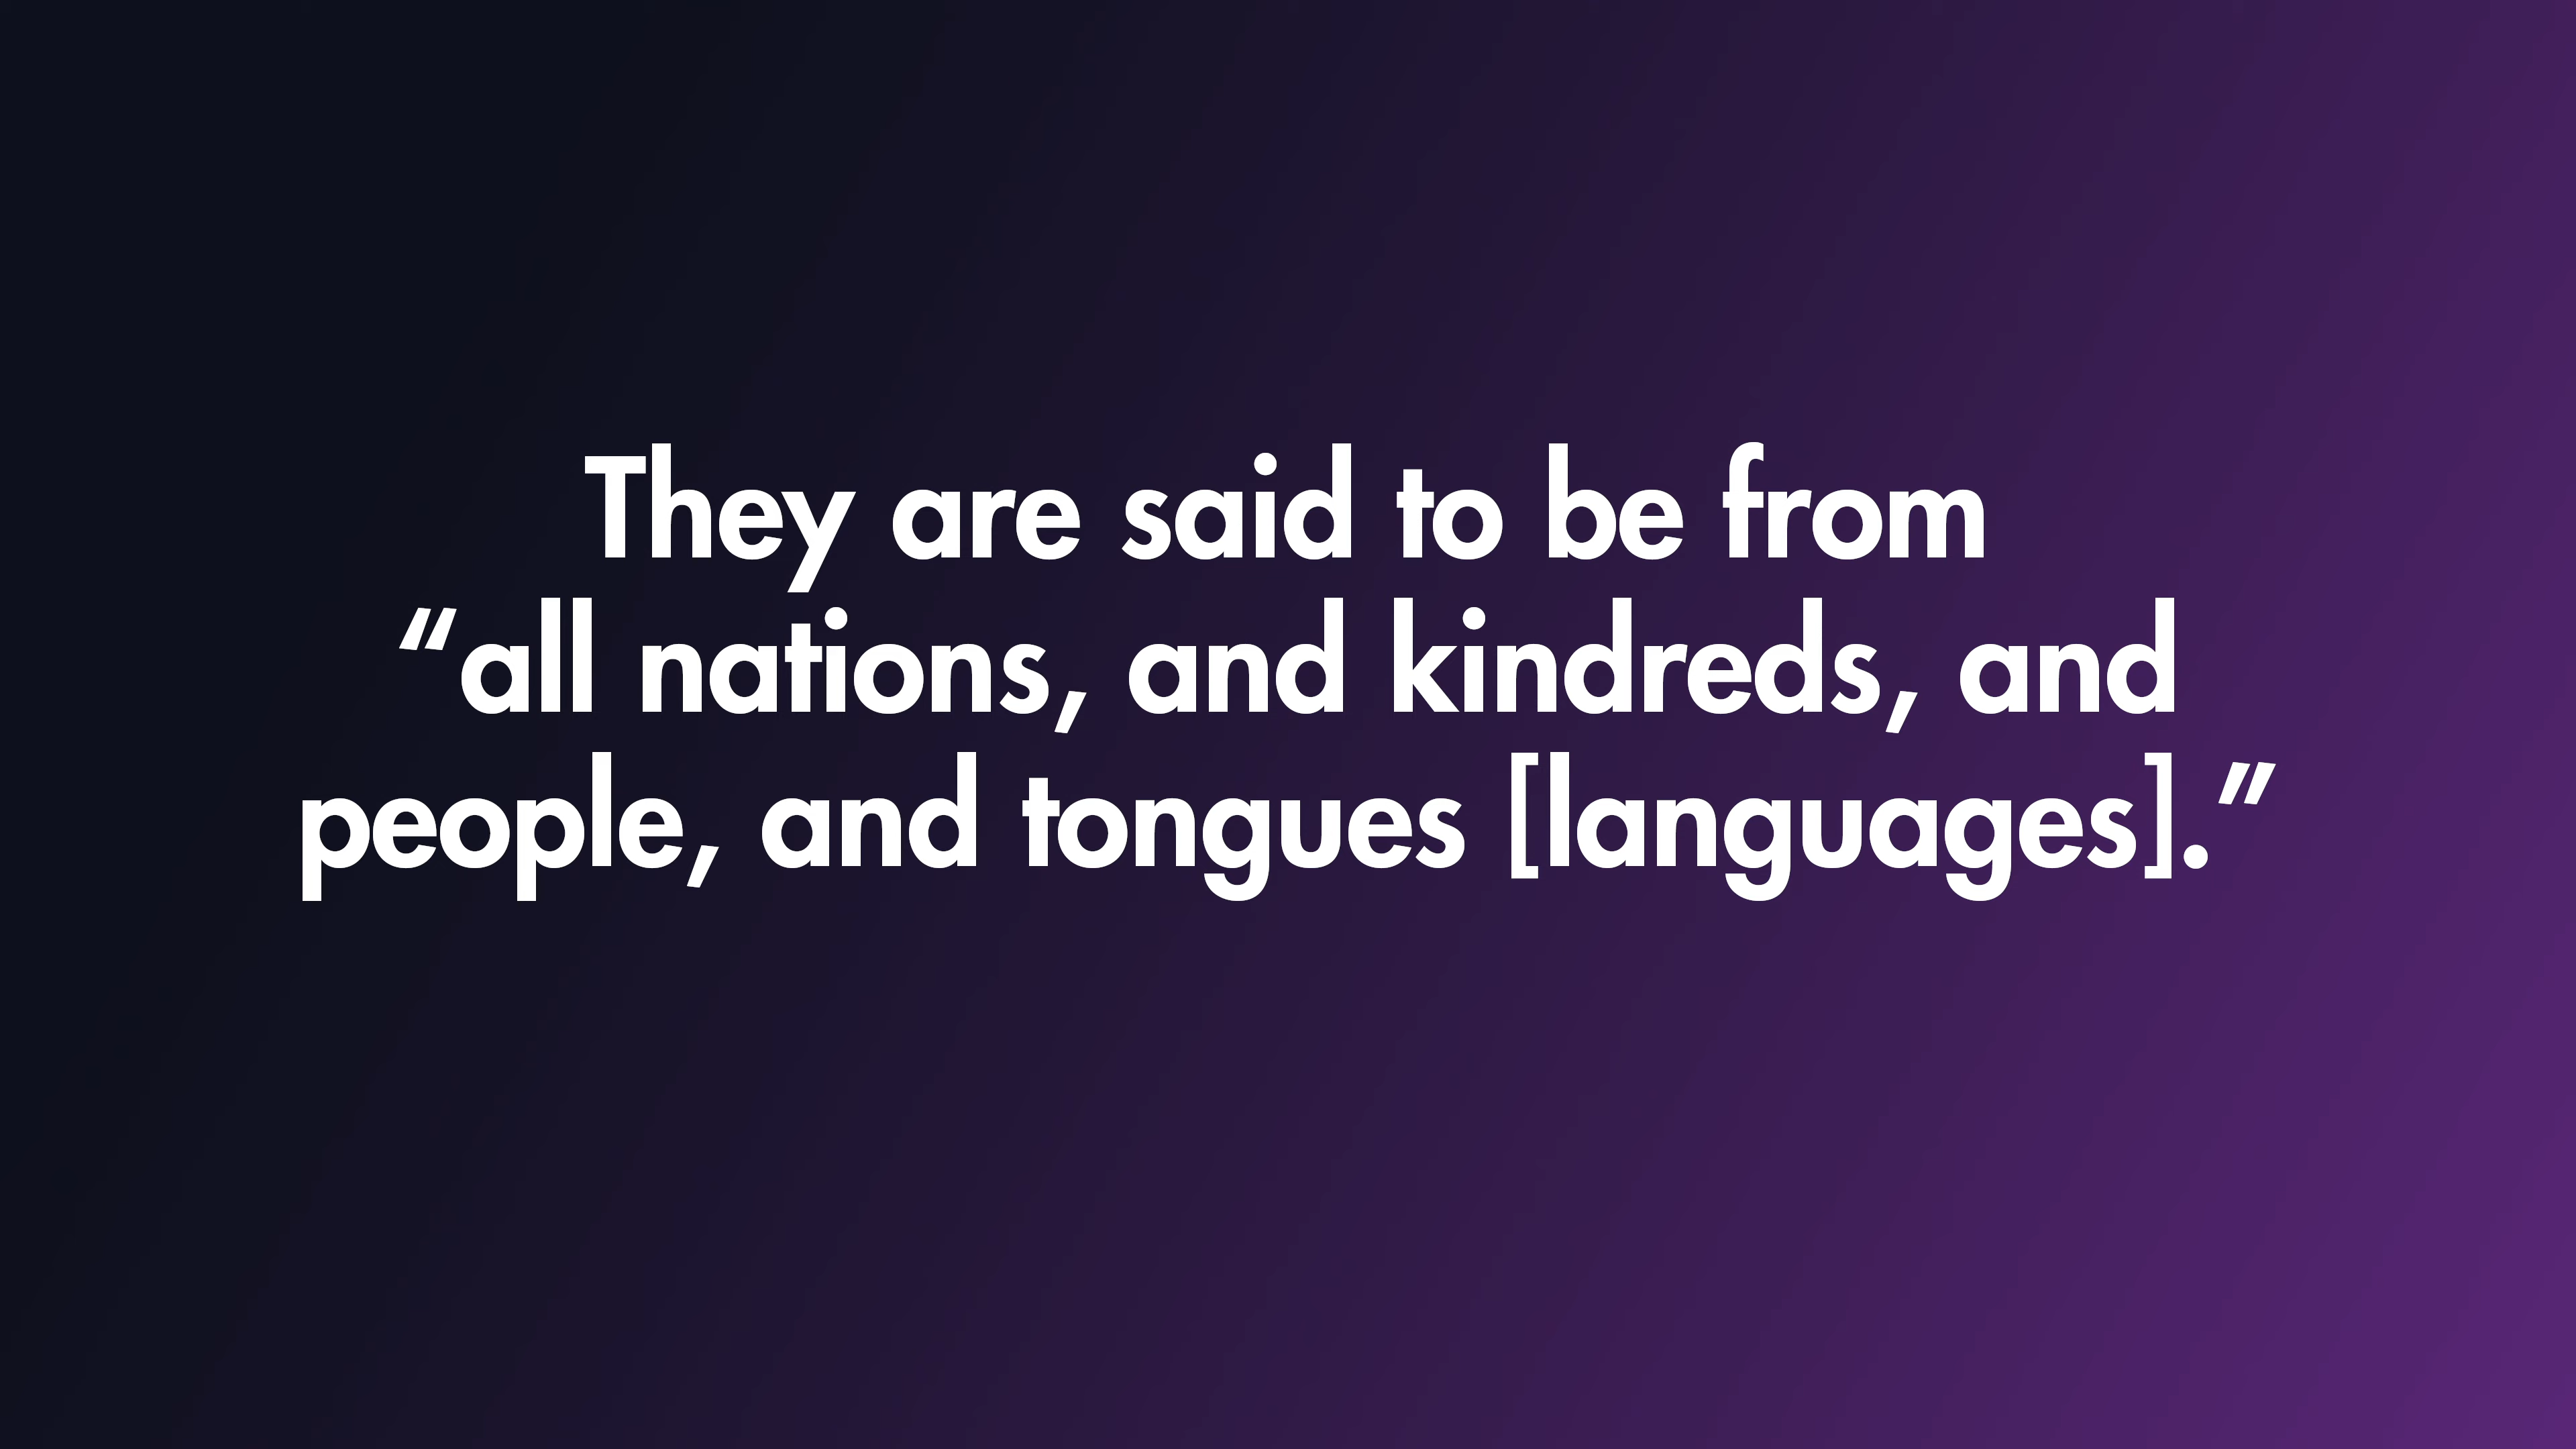 They are said to be from
“all nations, and kindreds, and
people, and tongues [languages].”